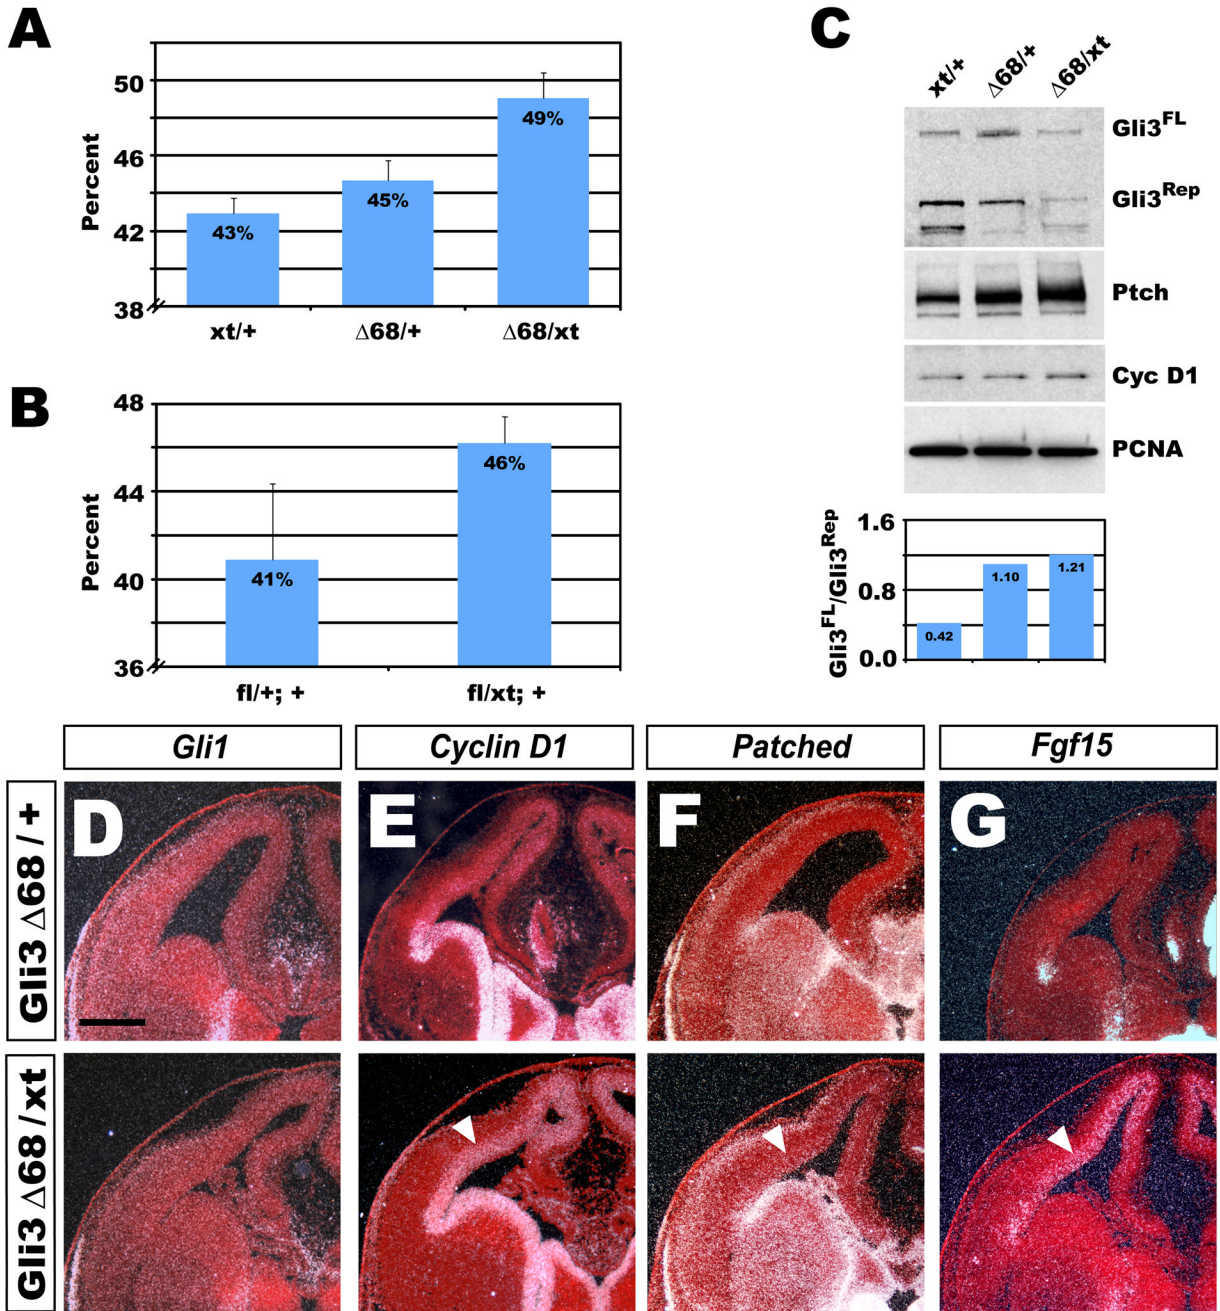 A
Percent
50
46
42
38
43%
45%
49%
xt/+
Δ68/+
Δ68/xt
B
Percent
48
44
40
36
41%
46%
fl/+; +
fl/xt; +
C
xt/+
Δ68/+
Δ68/xt
Gli3FL
Gli3Rep
Ptch
Cyc D1
PCNA
Gli3FL/Gli3Rep
1.6
0.8
0.0
0.42
1.10
1.21
Gli1
Cyclin D1
Patched
Fgf15
Gli3 Δ68/+
D
E
F
G
Gli3 Δ68/xt